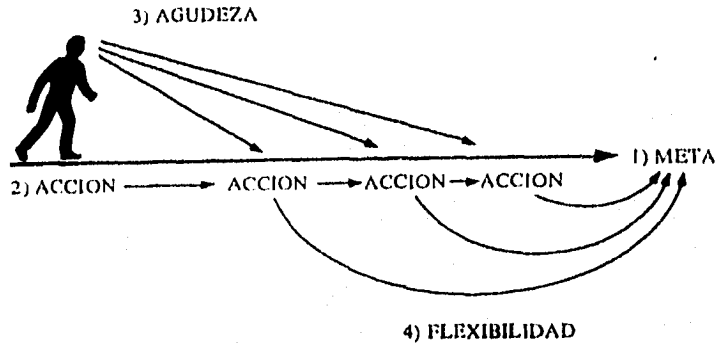 3) AGUDEZA
1) META
2) ACCION ACCION ACCION ACCION
4) FLEXIBILIDAD